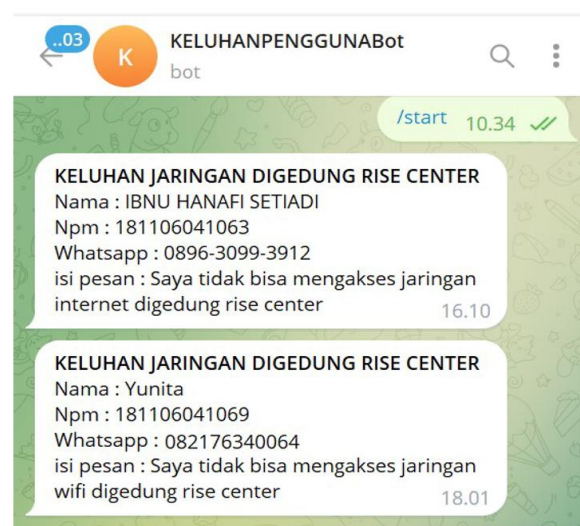 ..03
K
KELUHANPENGGUNABot
bot
/start 10.34
KELUHAN JARINGAN DIGEDUNG RISE CENTER
Nama : IBNU HANAFI SETIADI
Npm : 181106041063
Whatsapp : 0896-3099-3912
isi pesan : Saya tidak bisa mengakses jaringan
internet digedung rise center 16.10
KELUHAN JARINGAN DIGEDUNG RISE CENTER
Nama : Yunita
Npm : 181106041069
Whatsapp : 082176340064
isi pesan : Saya tidak bisa mengakses jaringan
wifi digedung rise center 18.01